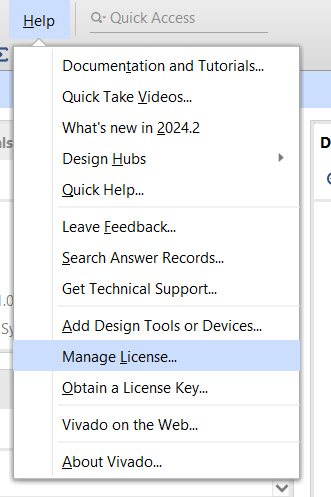 Help
Quick Access
Documentation and Tutorials...
Quick Take Videos...
What's new in 2024.2
Design Hubs
Quick Help...
Leave Feedback...
Search Answer Records...
Get Technical Support...
Add Design Tools or Devices...
Manage License...
Obtain a License Key...
Vivado on the Web...
About Vivado...